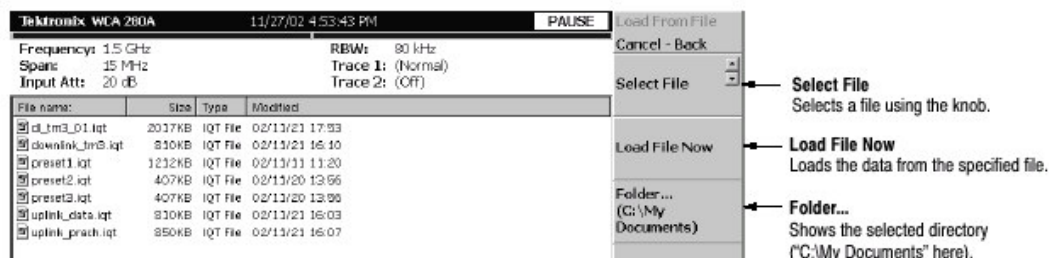 Tektronix WCA 280A 11/27/02 4:53:43 PM PAUSE
Load From File
Cancel - Back
Frequency: 1.5 GHz
Span: 15 MHz
Input Att: 20 dB
RBW: 80 kHz
Trace 1: (Normal)
Trace 2: (Off)
Select File
Select File
Selects a file using the knob.
File name: Size Type Modified
dl_tm3_01.iqt 2017KB IQT File 02/11/21 17:53
downlink_tm3.iqt 810KB IQT File 02/11/21 16:10
preset1.iqt 1212KB IQT File 02/11/11 11:20
preset2.iqt 407KB IQT File 02/11/20 13:56
preset3.iqt 407KB IQT File 02/11/20 13:56
uplink_data.iqt 810KB IQT File 02/11/21 16:03
uplink_prach.iqt 850KB IQT File 02/11/21 16:07
Load File Now
Load File Now
Loads the data from the specified file.
Folder...
(C:\My
Documents)
Folder...
Shows the selected directory
("C:\My Documents" here).